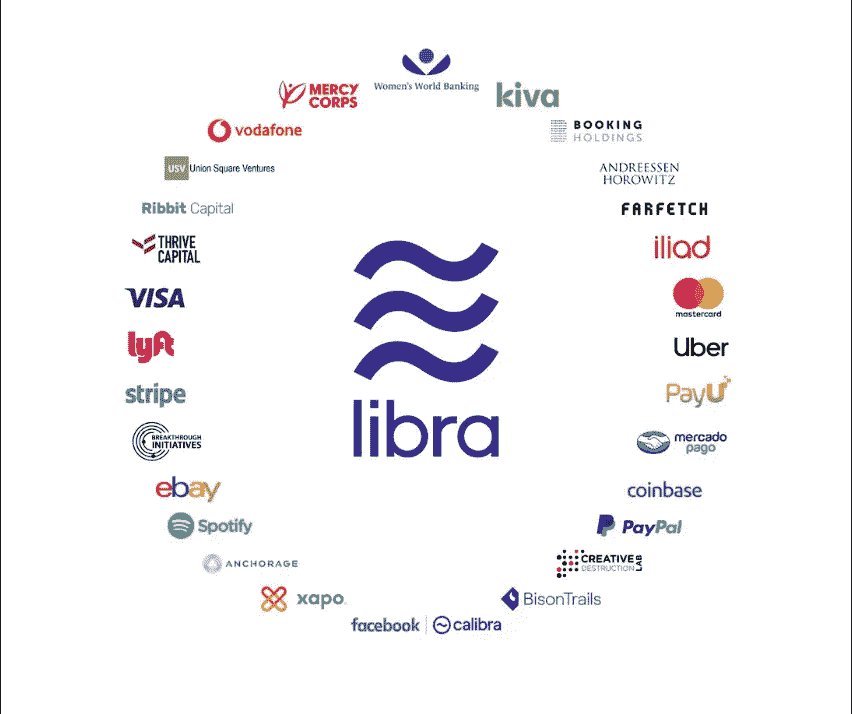 Women's World Banking
MERCY
CORPS
kiva
vodafone
BOOKING
HOLDINGS
USV Union Square Ventures
ANDREESSEN
HOROWITZ
Ribbit Capital
FARFETCH
THRIVE
CAPITAL
iliad
VISA
mastercard
lyft
Uber
stripe
PayU
BREAKTHROUGH
INITIATIVES
mercado
pago
ebay
coinbase
Spotify
PayPal
ANCHORAGE
CREATIVE
DESTRUCTION
LAB
xapo
BisonTrails
facebook
calibra
libra